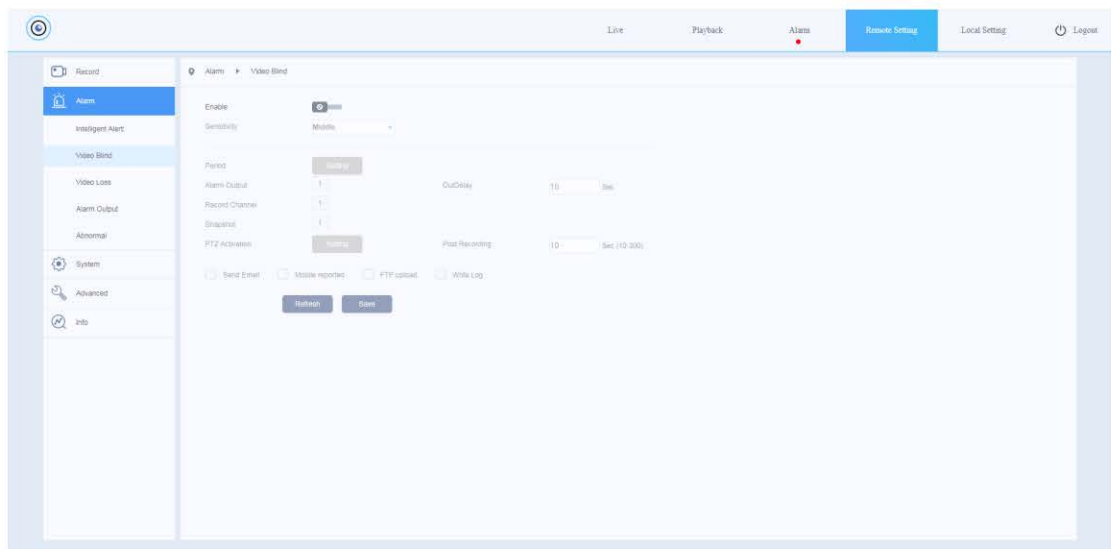 Live Playback Alarm Remote Setting Local Setting Logout
Record
Alarm
Intelligent Alert
Video Blind
Video Loss
Alarm Output
Abnormal
System
Advanced
Info
Alarm Video Blind
Enable
Sensitivity Middle
Period Setting
Alarm Output 1 OutDelay 10 Sec
Record Channel 1
Snapshot 1
PTZ Activation Setting Post Recording 10 Sec (10-300)
Send Email Mobile reported FTP upload Write Log
Refresh Save